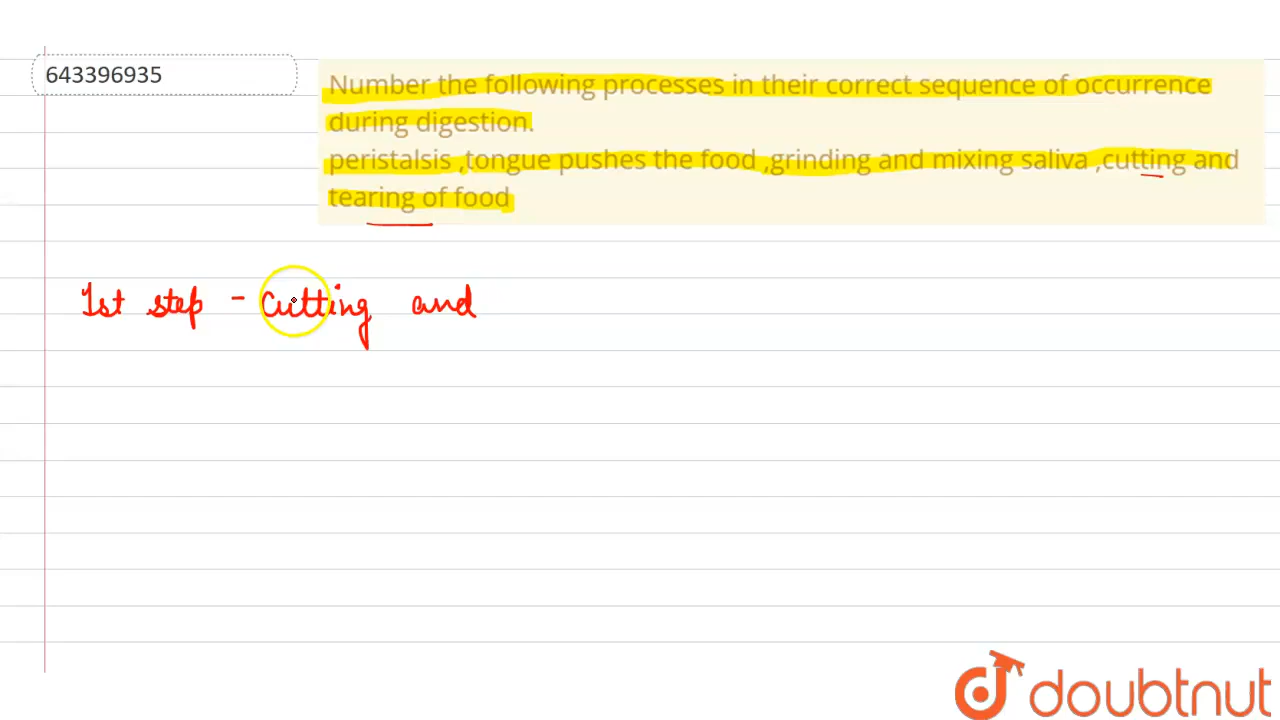 643396935
Number the following processes in their correct sequence of occurrence
during digestion.
peristalsis ,tongue pushes the food ,grinding and mixing saliva ,cutting and
tearing of food
1st step - Cutting and
doubtnut